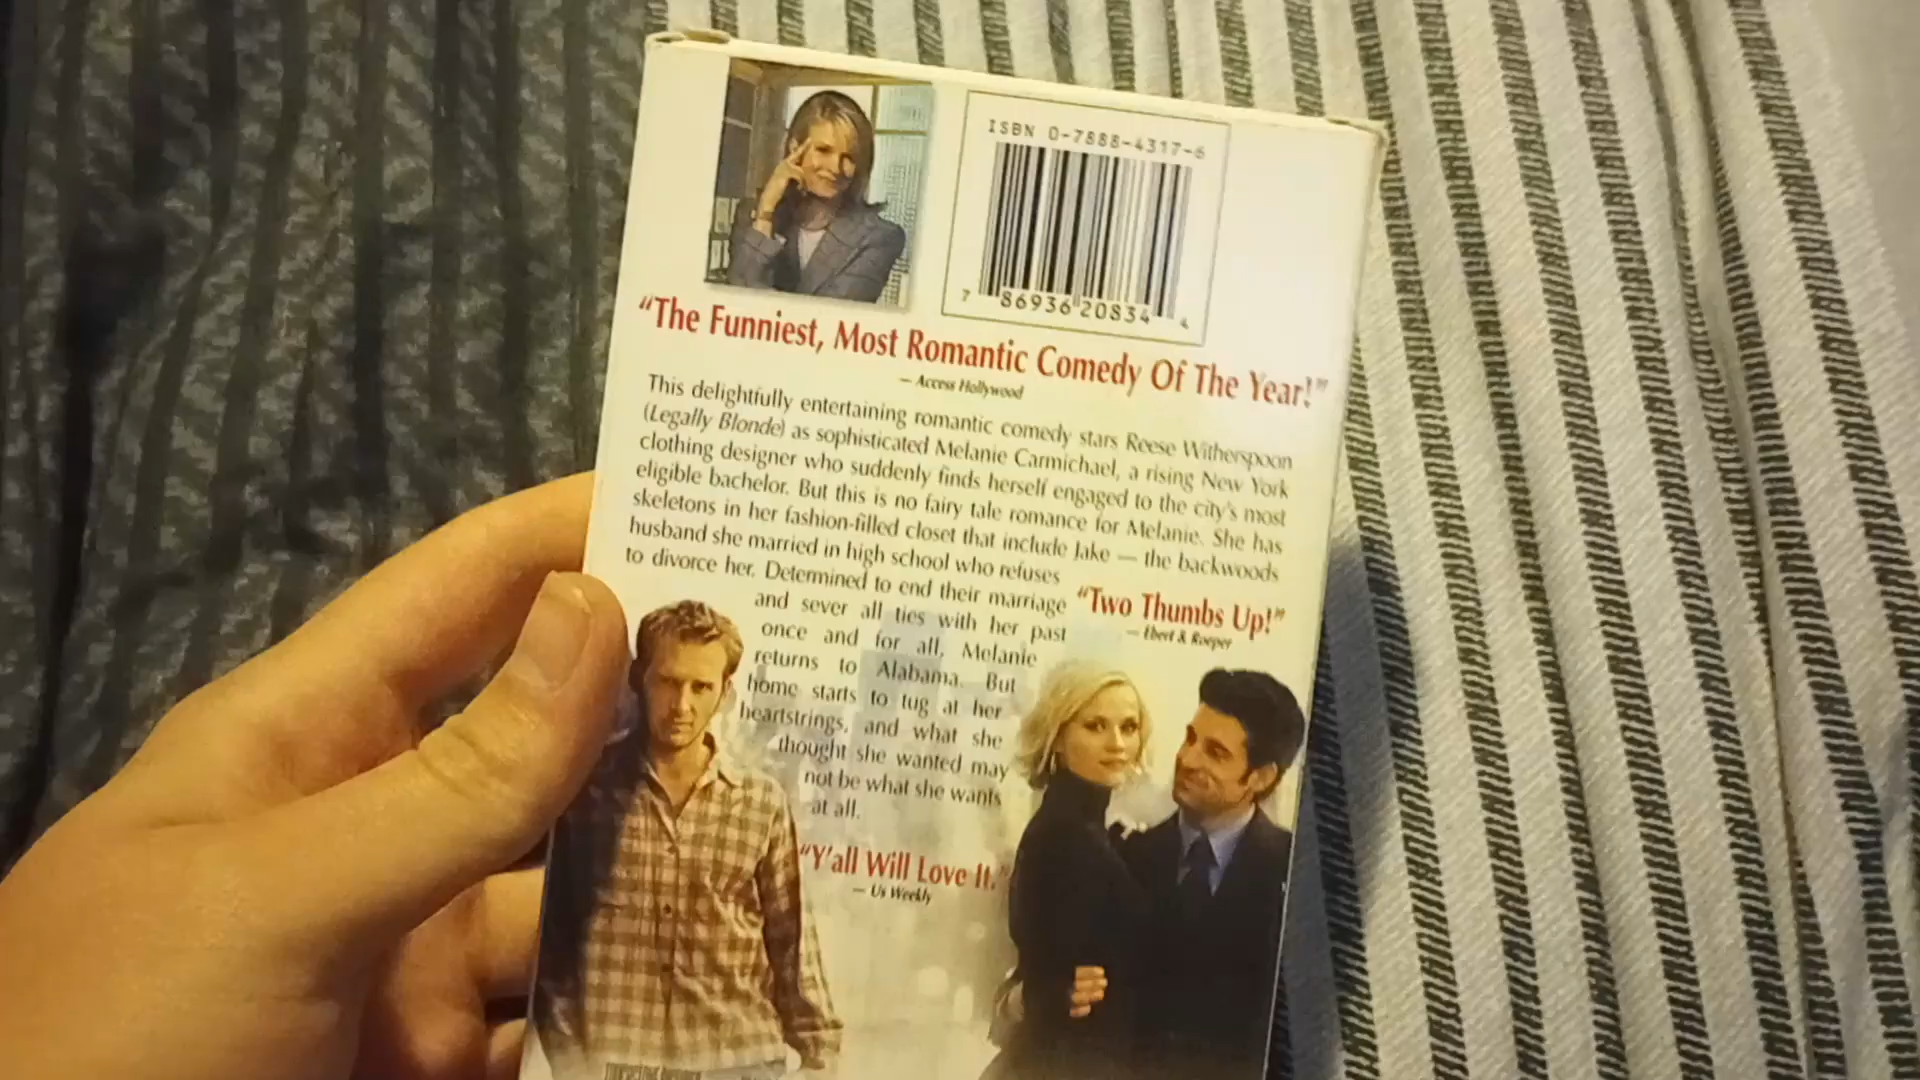 ISBN 0-7888-4317-6
7 86936 20834 4
“The Funniest, Most Romantic Comedy Of The Year!”
— Access Hollywood
This delightfully entertaining romantic comedy stars Reese Witherspoon
(Legally Blonde) as sophisticated Melanie Carmichael, a rising New York
clothing designer who suddenly finds herself engaged to the city's most
eligible bachelor. But this is no fairy tale romance for Melanie. She has
skeletons in her fashion-filled closet that include Jake — the backwoods
husband she married in high school who refuses
to divorce her. Determined to end their marriage
and sever all ties with her past
once and for all, Melanie
returns to Alabama. But
home starts to tug at her
heartstrings, and what she
thought she wanted may
not be what she wants
at all.
“Two Thumbs Up!”
— Ebert & Roeper
“Y'all Will Love It.”
— Us Weekly